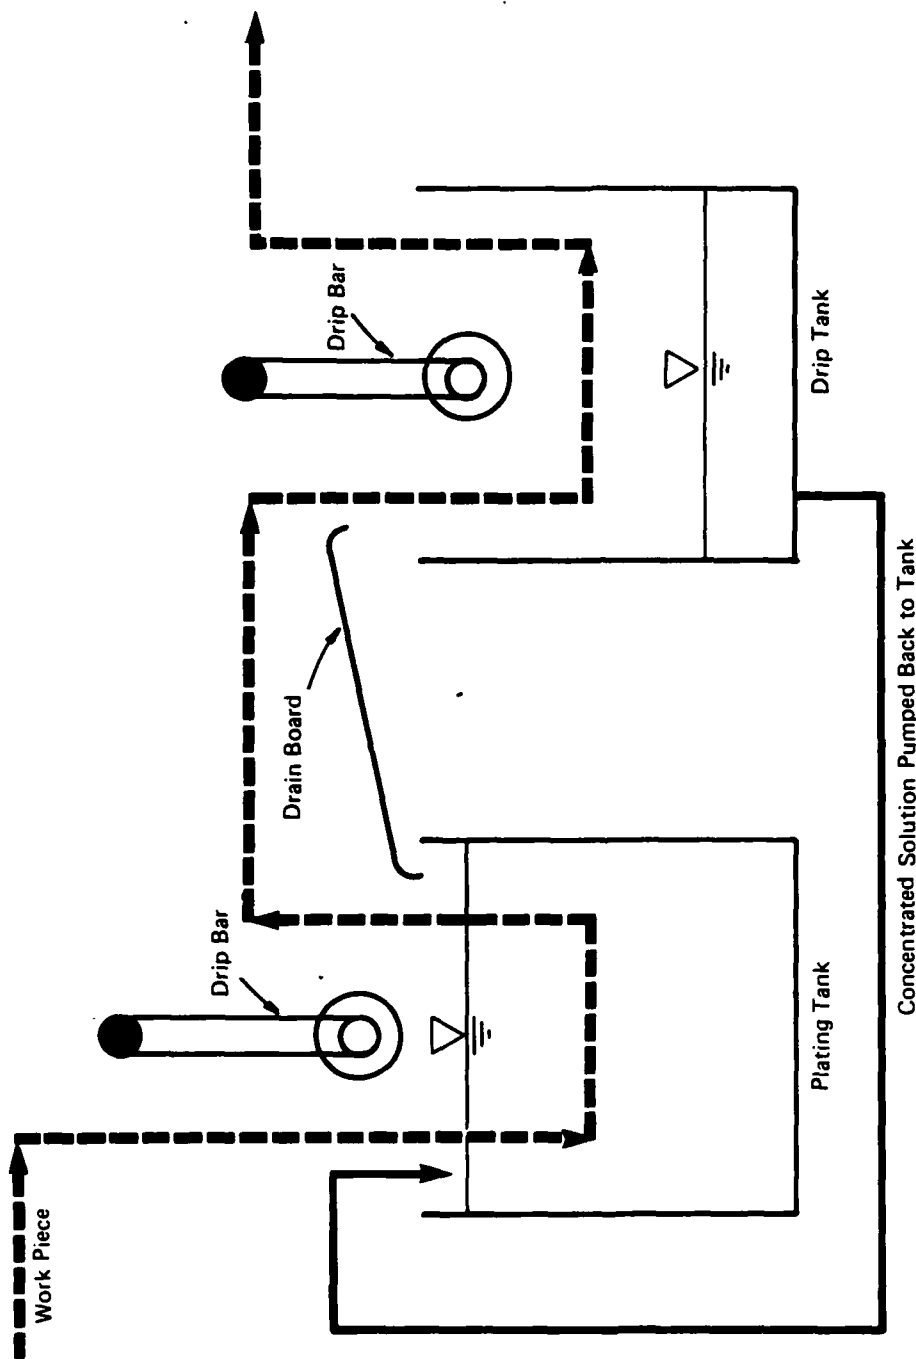 Work Piece
Drip Bar
Drain Board
Drip Bar
Plating Tank
Drip Tank
Concentrated Solution Pumped Back to Tank